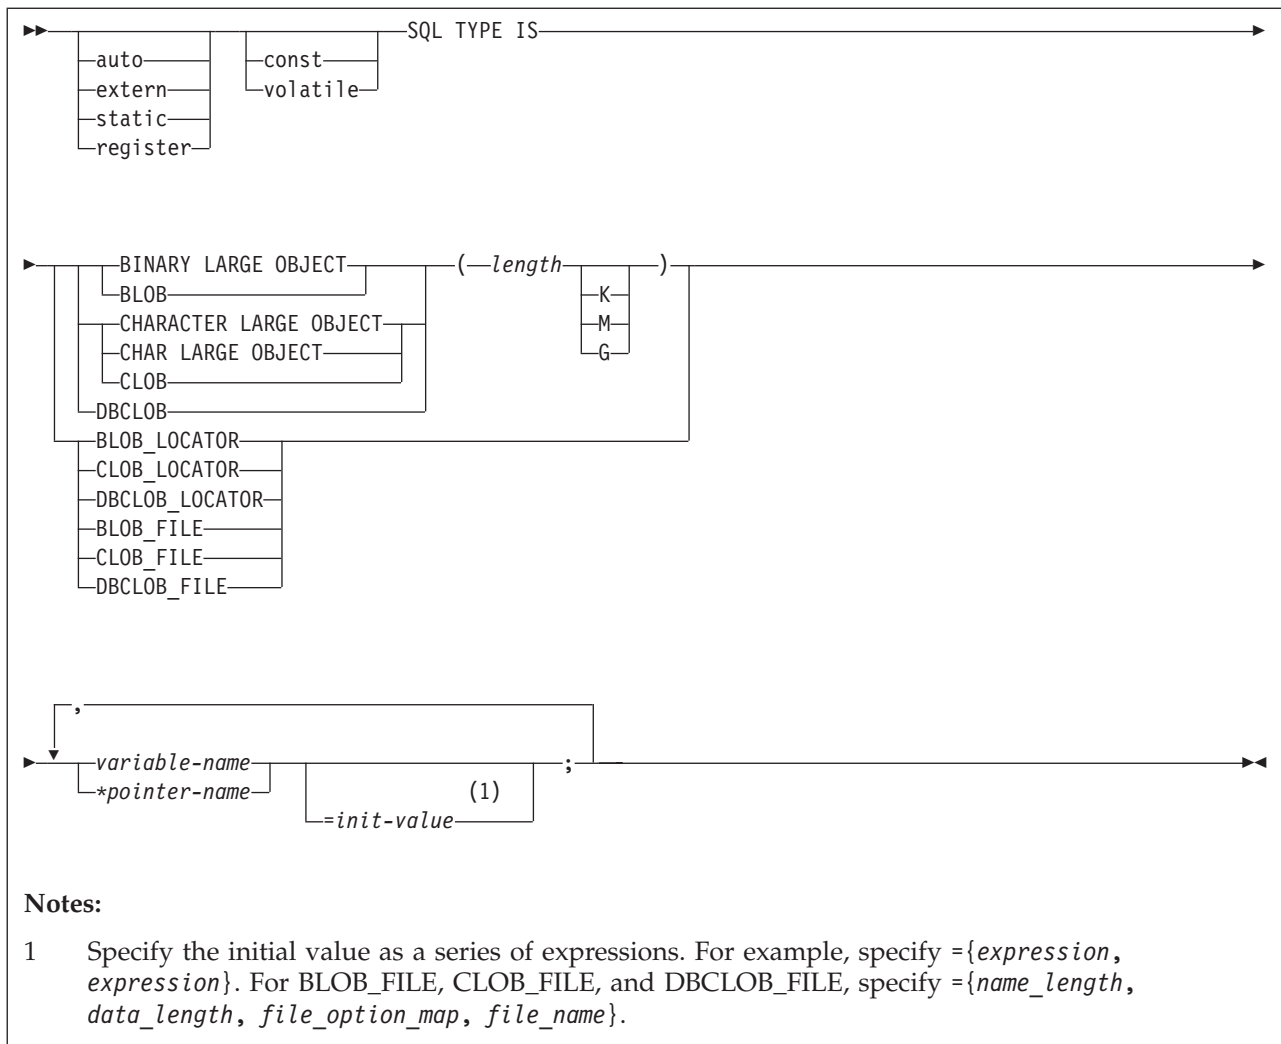 SQL TYPE IS
auto const
extern volatile
static
register
BINARY LARGE OBJECT ( length )
BLOB K
CHARACTER LARGE OBJECT M
CHAR LARGE OBJECT G
CLOB
DBCLOB
BLOB_LOCATOR
CLOB_LOCATOR
DBCLOB_LOCATOR
BLOB_FILE
CLOB_FILE
DBCLOB_FILE
,
variable-name ;
*pointer-name (1)
=init-value
Notes:
1 Specify the initial value as a series of expressions. For example, specify ={expression,
expression}. For BLOB_FILE, CLOB_FILE, and DBCLOB_FILE, specify ={name_length,
data_length, file_option_map, file_name}.